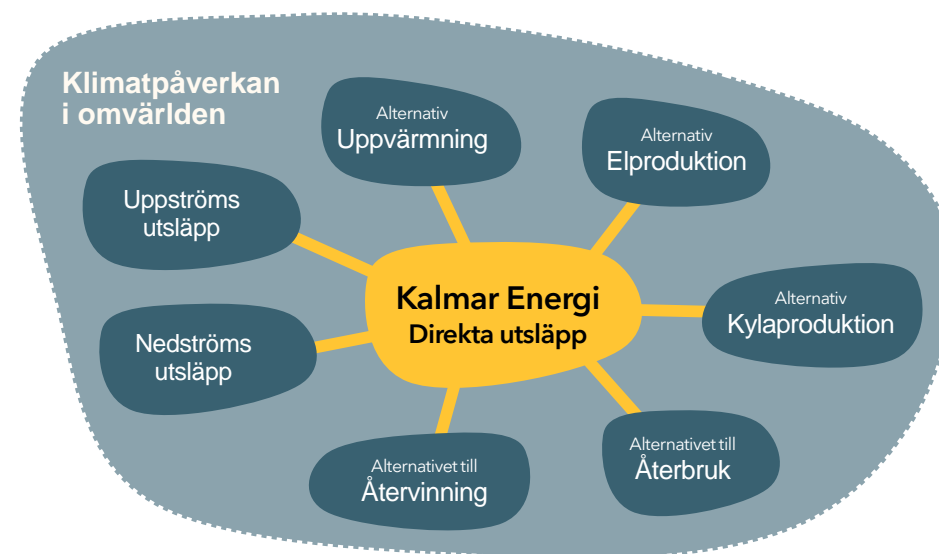 Klimatpåverkan
i omvärlden
Alternativ
Uppvärmning
Alternativ
Elproduktion
Uppströms
utsläpp
Kalmar Energi
Direkta utsläpp
Alternativ
Kylaproduktion
Nedströms
utsläpp
Alternativet till
Återvinning
Alternativet till
Återbruk